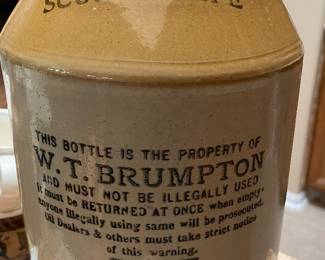 THIS BOTTLE IS THE PROPERTY OF
W.T. BRUMPTON
AND MUST NOT BE ILLEGALLY USED
It must be RETURNED AT ONCE when empty.
anyone illegally using same will be prosecuted.
Oil Dealers & others must take strict notice
of this warning.